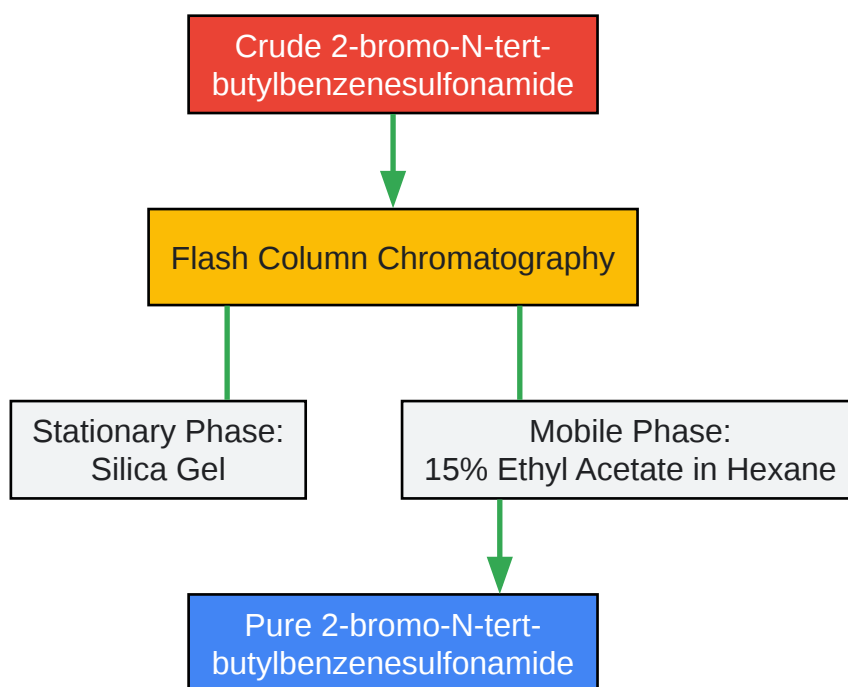 Crude 2-bromo-N-tert-
butylbenzenesulfonamide
Flash Column Chromatography
Stationary Phase:
Silica Gel
Mobile Phase:
15% Ethyl Acetate in Hexane
Pure 2-bromo-N-tert-
butylbenzenesulfonamide